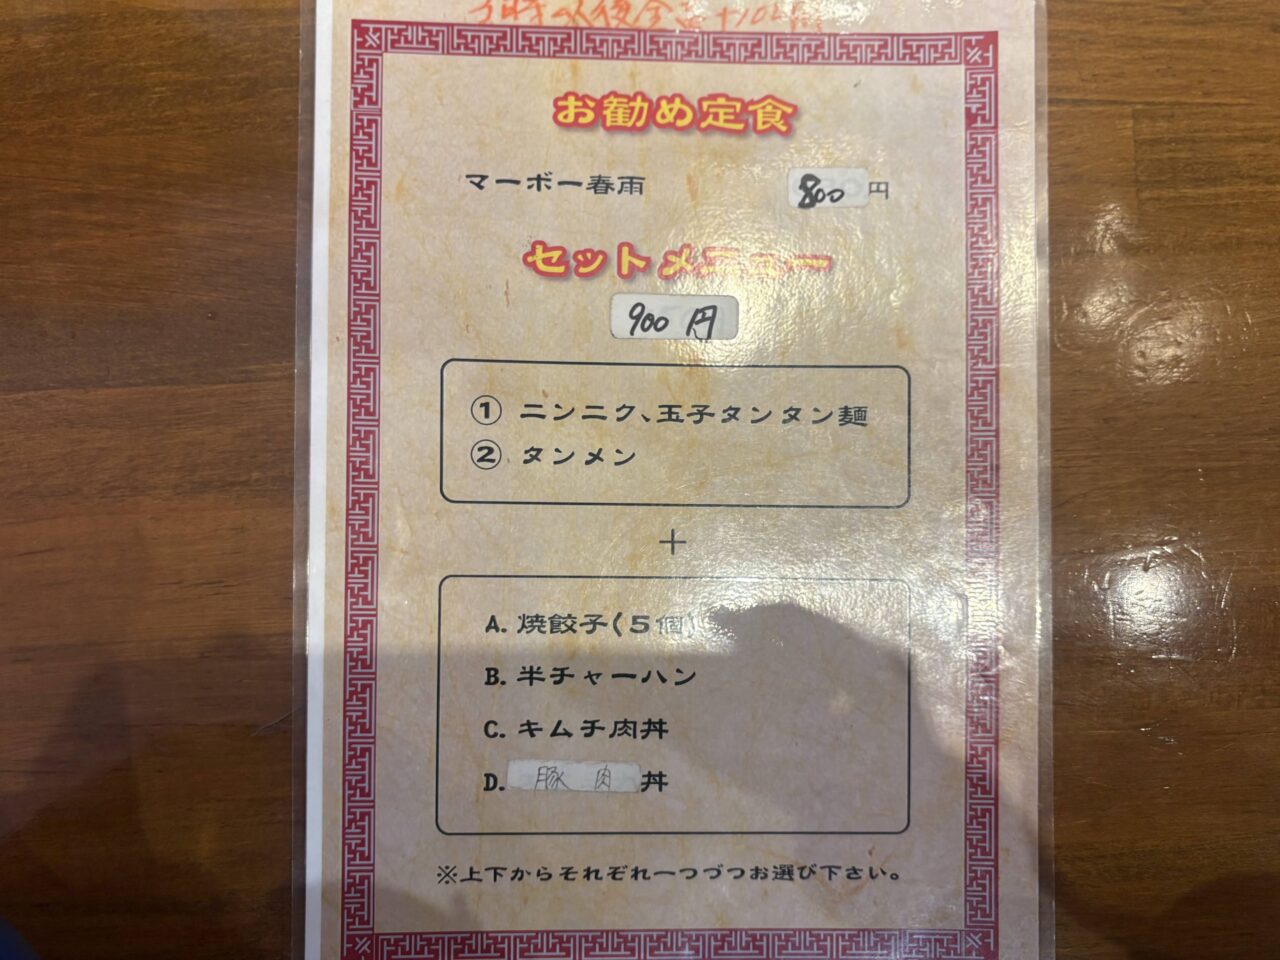 お勧め定食
マーボー春雨 800円
セットメニュー
900円
① ニンニク、玉子タンタン麺
② タンメン
+
A. 焼餃子(5個)
B. 半チャーハン
C. キムチ肉丼
D. 豚肉丼
※上下からそれぞれ一つづつお選び下さい。